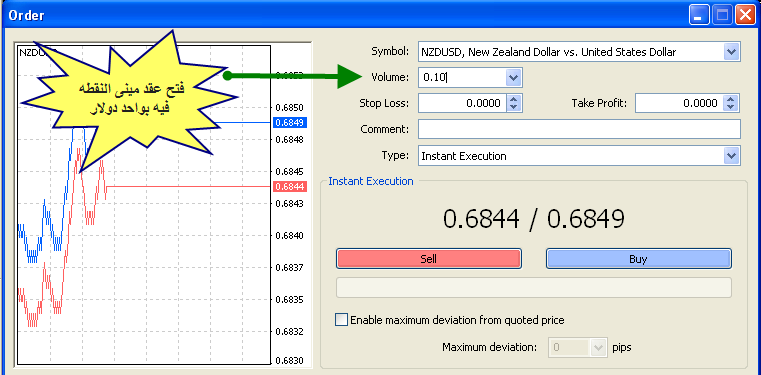 Order
NZDUSD, New Zealand Dollar vs. United States Dollar
Symbol:
Volume: 0.10
Stop Loss: 0.0000 Take Profit: 0.0000
Comment:
Type: Instant Execution
Instant Execution
0.6844 / 0.6849
Sell Buy
Enable maximum deviation from quoted price
Maximum deviation: 0 pips
NZDUS
فتح عقد مينى النقطه
فيه بواحد دولار
0.6850
0.6849
0.6848
0.6845
0.6844
0.6843
0.6840
0.6837
0.6835
0.6832
0.6830